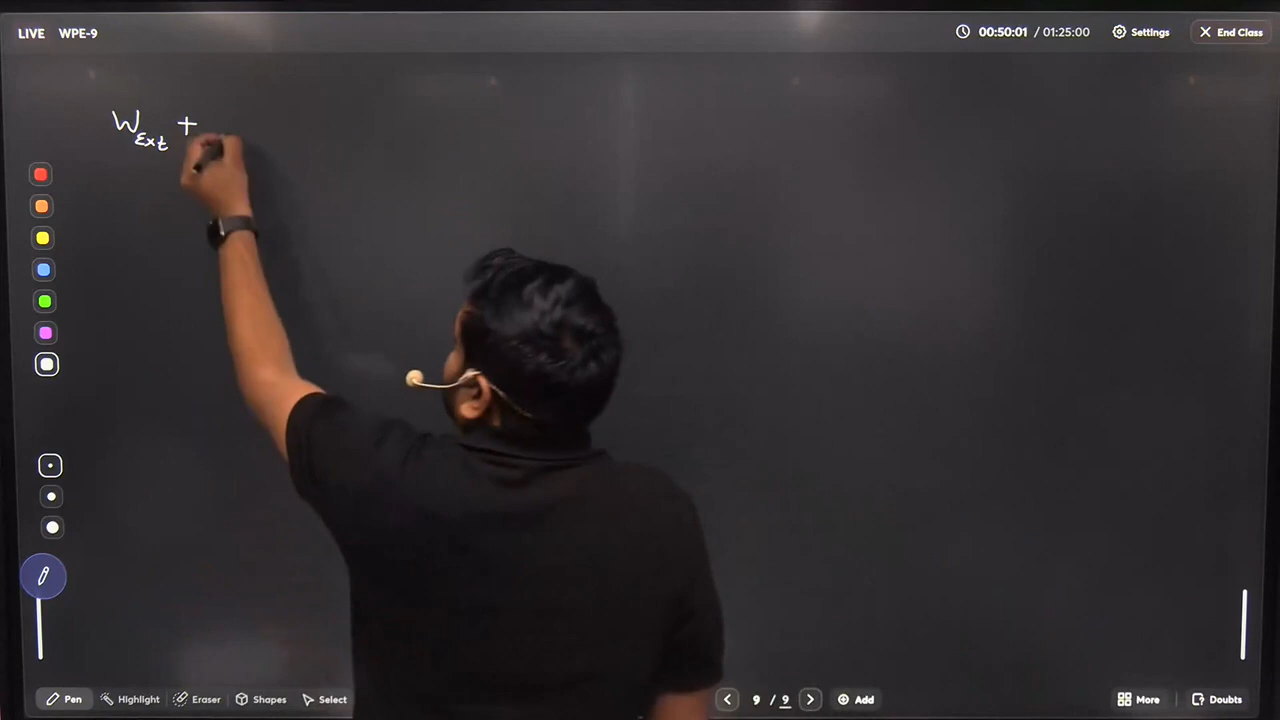 LIVE WPE-9 00:50:01 / 01:25:00 Settings End Class
W_Ext +
Pen Highlight Eraser Shapes Select 9 / 9 Add More Doubts